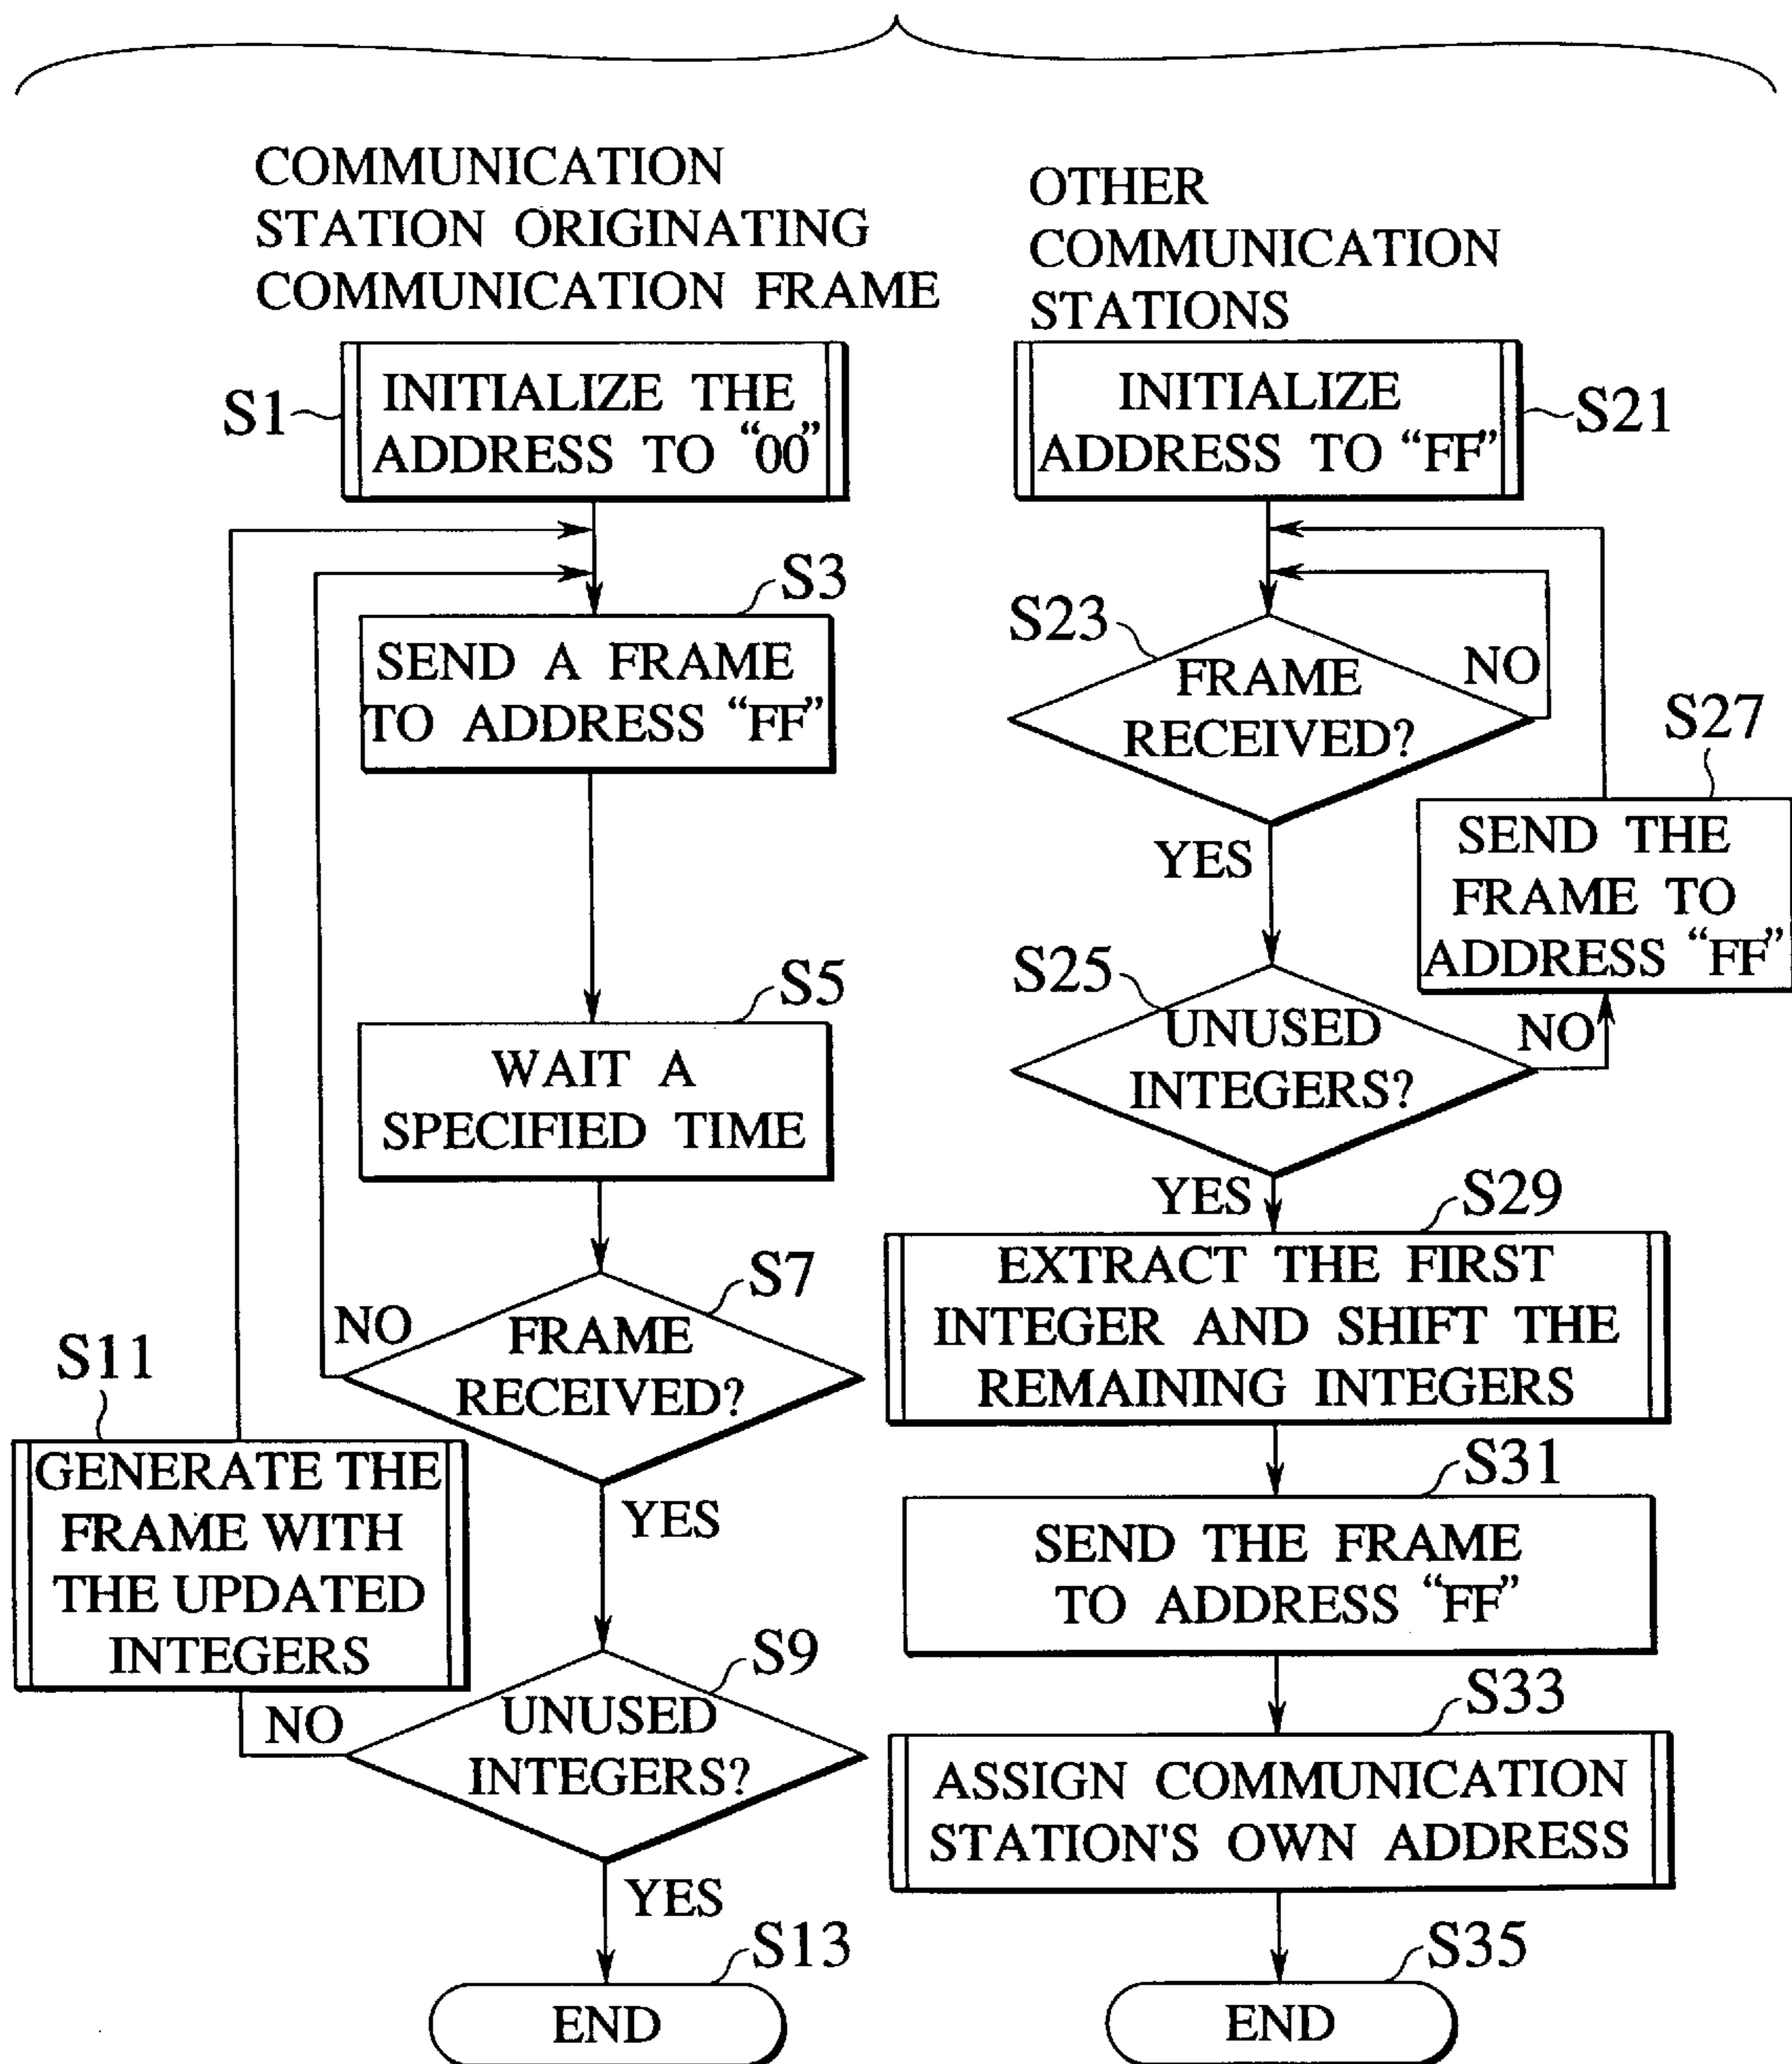 COMMUNICATION
STATION ORIGINATING
COMMUNICATION FRAME
S1
INITIALIZE THE
ADDRESS TO “00”
S3
SEND A FRAME
TO ADDRESS “FF”
S5
WAIT A
SPECIFIED TIME
S7
NO
FRAME
RECEIVED?
YES
S11
GENERATE THE
FRAME WITH
THE UPDATED
INTEGERS
S9
NO
UNUSED
INTEGERS?
YES
S13
END
OTHER
COMMUNICATION
STATIONS
INITIALIZE
ADDRESS TO “FF”
S21
S23
FRAME
RECEIVED?
NO
YES
S27
SEND THE
FRAME TO
ADDRESS “FF”
S25
UNUSED
INTEGERS?
NO
YES
S29
EXTRACT THE FIRST
INTEGER AND SHIFT THE
REMAINING INTEGERS
S31
SEND THE FRAME
TO ADDRESS “FF”
S33
ASSIGN COMMUNICATION
STATION'S OWN ADDRESS
S35
END